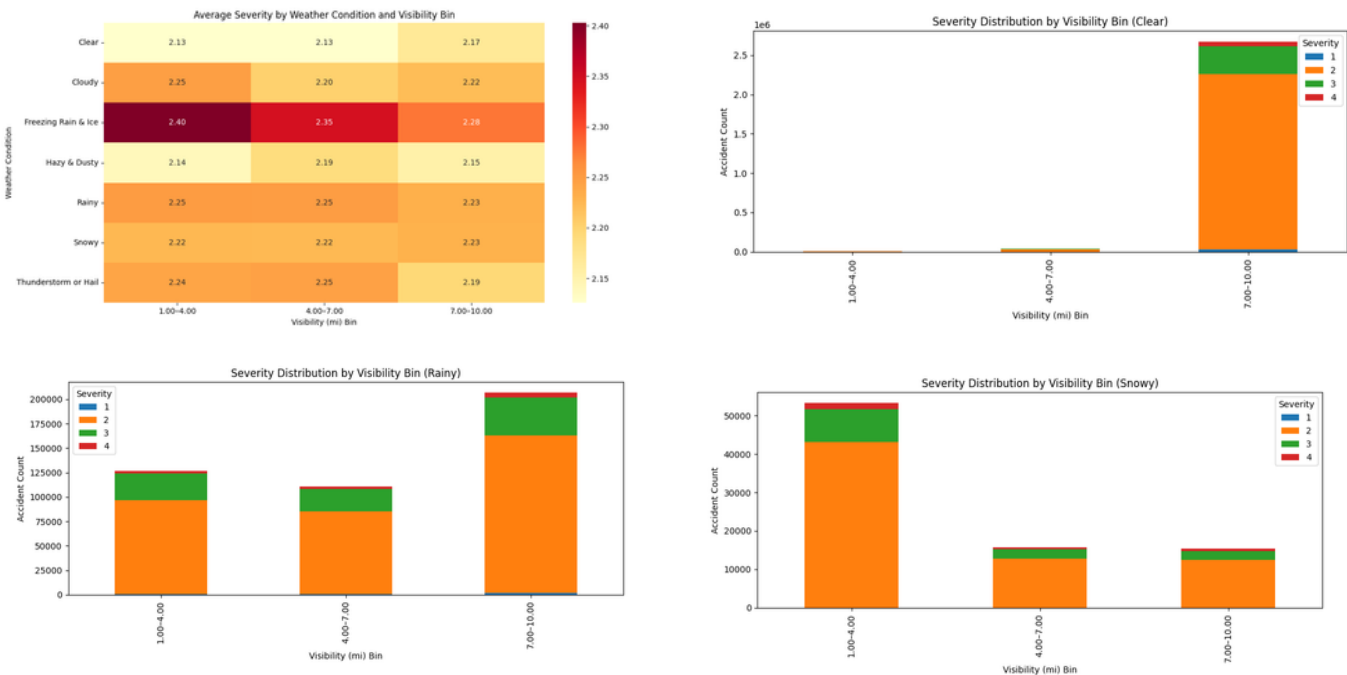 Average Severity by Weather Condition and Visibility Bin
Weather Condition
Clear 2.13 2.13 2.17
Cloudy 2.25 2.20 2.22
Freezing Rain & Ice 2.40 2.35 2.28
Hazy & Dusty 2.14 2.19 2.15
Rainy 2.25 2.25 2.23
Snowy 2.22 2.22 2.23
Thunderstorm or Hail 2.24 2.25 2.19
1.00–4.00 4.00–7.00 7.00–10.00
Visibility (mi) Bin
2.40
2.35
2.30
2.25
2.20
2.15
Severity Distribution by Visibility Bin (Clear)
1e6
Accident Count
2.5
2.0
1.5
1.0
0.5
0.0
Severity
1
2
3
4
1.00–4.00 4.00–7.00 7.00–10.00
Visibility (mi) Bin
Severity Distribution by Visibility Bin (Rainy)
Accident Count
200000
175000
150000
125000
100000
75000
50000
25000
0
Severity
1
2
3
4
1.00–4.00 4.00–7.00 7.00–10.00
Visibility (mi) Bin
Severity Distribution by Visibility Bin (Snowy)
Accident Count
50000
40000
30000
20000
10000
0
Severity
1
2
3
4
1.00–4.00 4.00–7.00 7.00–10.00
Visibility (mi) Bin